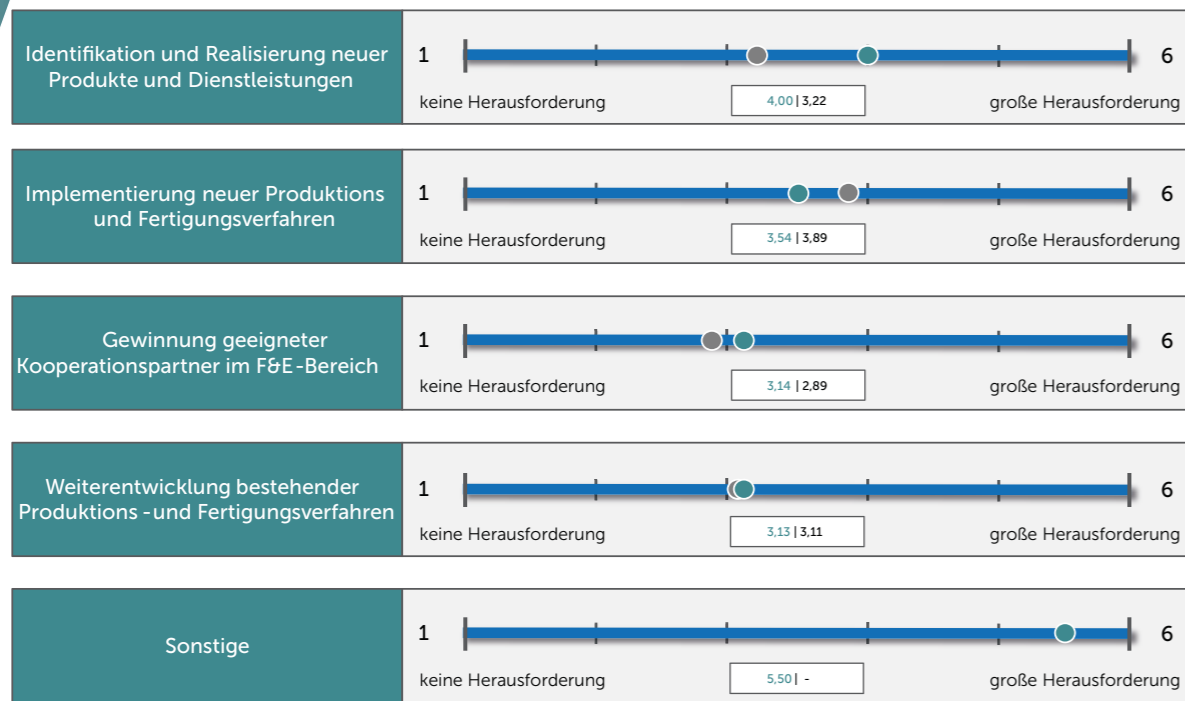 Identifikation und Realisierung neuer
Produkte und Dienstleistungen
1
6
keine Herausforderung
4,00 | 3,22
große Herausforderung
Implementierung neuer Produktions
und Fertigungsverfahren
1
6
keine Herausforderung
3,54 | 3,89
große Herausforderung
Gewinnung geeigneter
Kooperationspartner im F&E-Bereich
1
6
keine Herausforderung
3,14 | 2,89
große Herausforderung
Weiterentwicklung bestehender
Produktions -und Fertigungsverfahren
1
6
keine Herausforderung
3,13 | 3,11
große Herausforderung
Sonstige
1
6
keine Herausforderung
5,50 | -
große Herausforderung